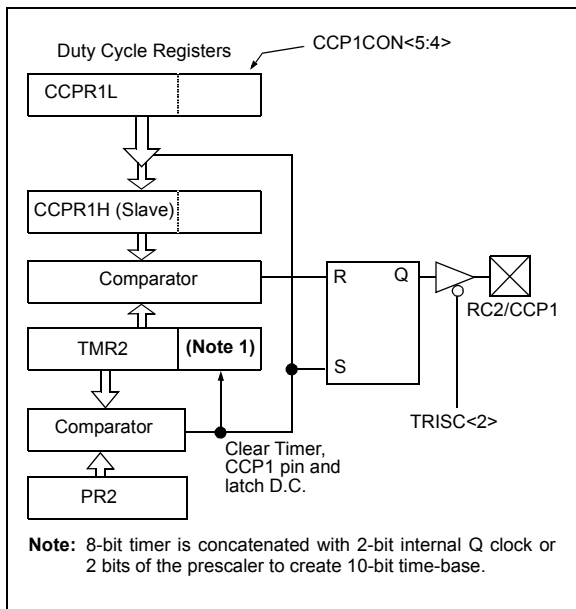 Duty Cycle Registers
CCP1CON<5:4>
CCPR1L
CCPR1H (Slave)
Comparator
R
Q
RC2/CCP1
TMR2
(Note 1)
S
TRISC<2>
Comparator
Clear Timer,
CCP1 pin and
latch D.C.
PR2
Note: 8-bit timer is concatenated with 2-bit internal Q clock or
2 bits of the prescaler to create 10-bit time-base.